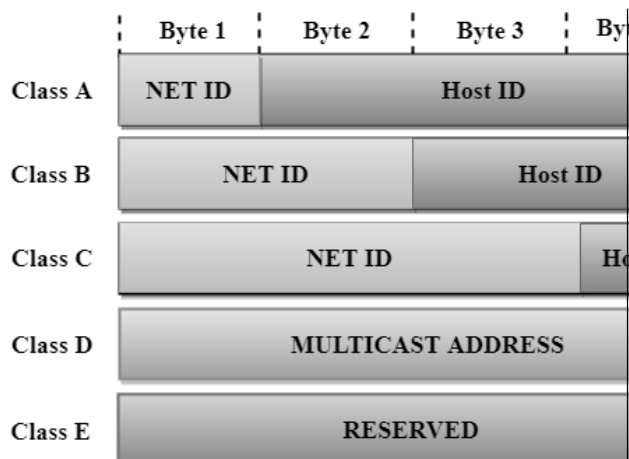 Byte 1 Byte 2 Byte 3
Class A NET ID Host ID
Class B NET ID Host ID
Class C NET ID
Class D MULTICAST ADDRESS
Class E RESERVED